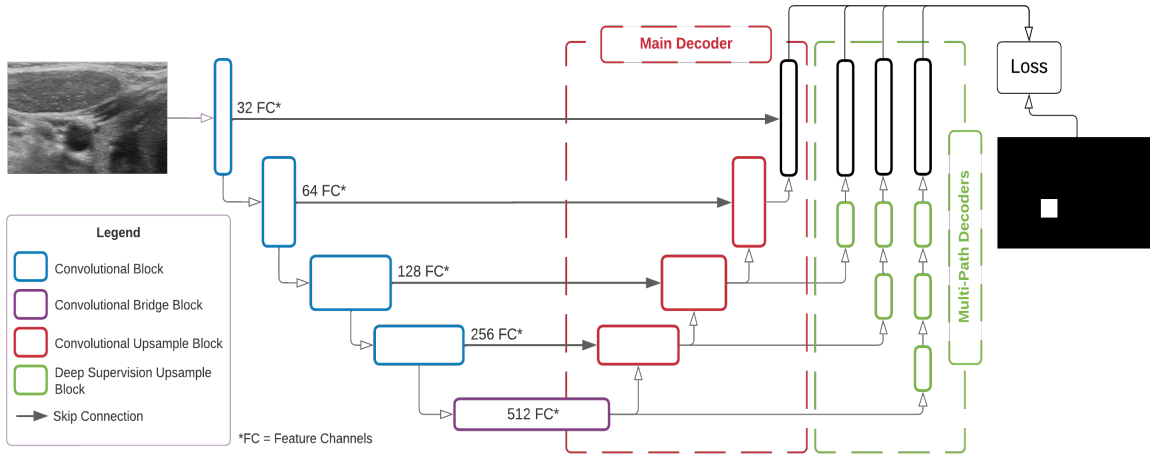 Main Decoder
Loss
32 FC*
64 FC*
128 FC*
256 FC*
512 FC*
Multi-Path Decoders
Legend
Convolutional Block
Convolutional Bridge Block
Convolutional Upsample Block
Deep Supervision Upsample
Block
Skip Connection
*FC = Feature Channels